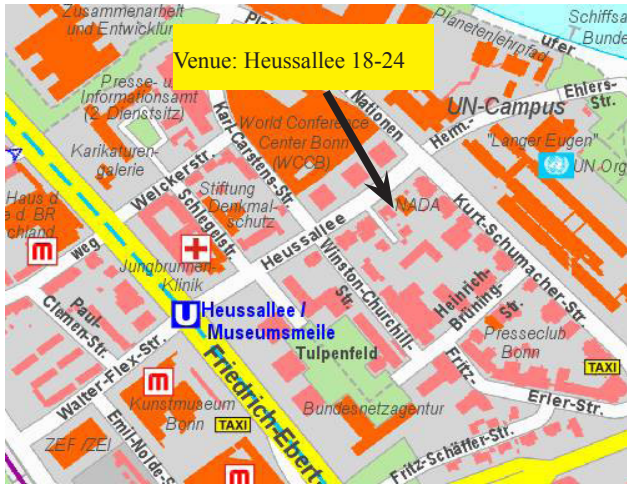 Zusammenarbeit
und Entwicklun
Schiffsa
Bunde
Planetenlehrpfad
ufer
Venue: Heussallee 18-24
Nationen
Presse- u
Informationsamt
(2. Dienstsitz)
Karl-Carstens-Str.
World Conference
Center Bonn
(WCCB)
UN-Campus
Ehlers-
Str.
Herm.-
"Langer Eugen"
UN Org
Karikaturen-
galerie
Welckerstr.
Haus d
e d. BR
schland
m
weg
Stiftung
Denkmal-
schutz
Schlegelstr.
Heussallee
NADA
Kurt-Schumacher-Str.
Jungbrunnen-
Klinik
Winston-Churchill-
Str.
Heinrich-
Brüning-
Str.
Paul-
Clemen-Str.
U
Heussallee /
Museumsmeile
Tulpenfeld
Presseclub
Bonn
TAXI
Walter-Flex-Str.
Friedrich-Ebert
Fritz-
Erler-Str.
m
Kunstmuseum
Bonn
TAXI
Bundesnetzagentur
ZEF /ZEI
Emil-Nolde-S
m
Fritz-Schäffer-Str.